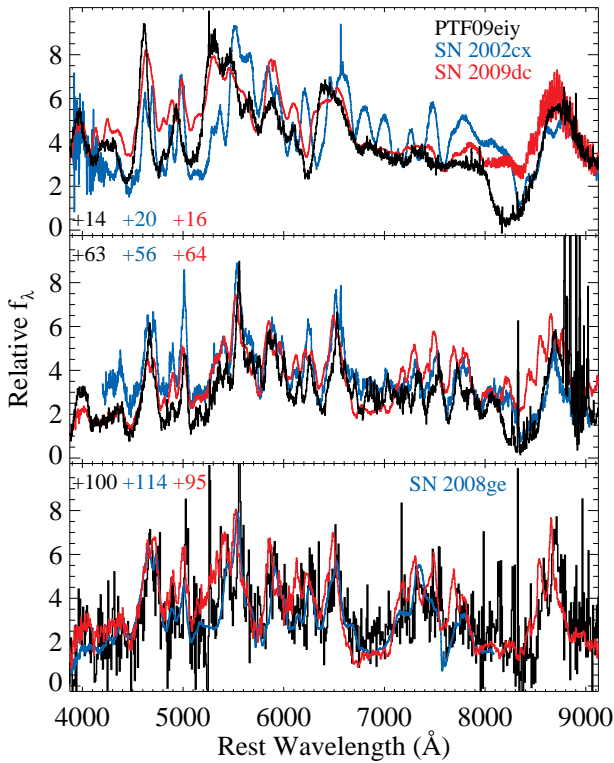 PTF09eiy
SN 2002cx
SN 2009dc
8
6
4
2
0
+14 +20 +16
+63 +56 +64
8
6
4
2
0
Relative fλ
+100 +114 +95 SN 2008ge
8
6
4
2
0
4000 5000 6000 7000 8000 9000
Rest Wavelength (Å)